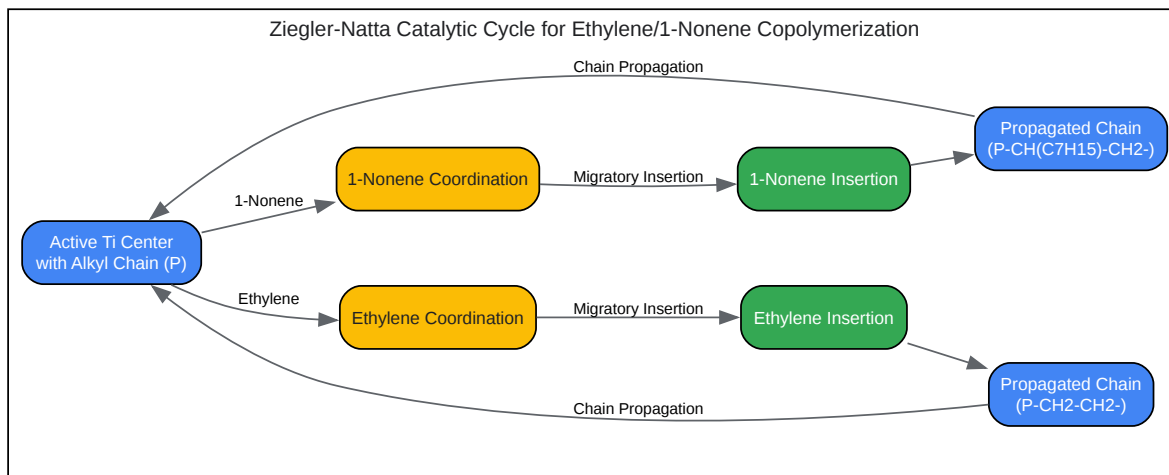 Ziegler-Natta Catalytic Cycle for Ethylene/1-Nonene Copolymerization
Chain Propagation
Propagated Chain
(P-CH(C7H15)-CH2-)
1-Nonene Coordination
Migratory Insertion
1-Nonene Insertion
1-Nonene
Active Ti Center
with Alkyl Chain (P)
Ethylene
Ethylene Coordination
Migratory Insertion
Ethylene Insertion
Propagated Chain
(P-CH2-CH2-)
Chain Propagation